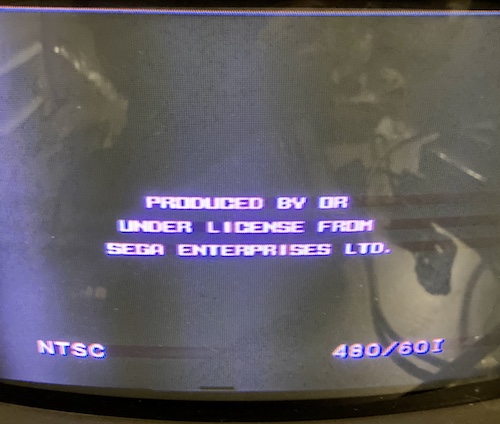 PRODUCED BY OR
UNDER LICENSE FROM
SEGA ENTERPRISES LTD.
NTSC
480/60I